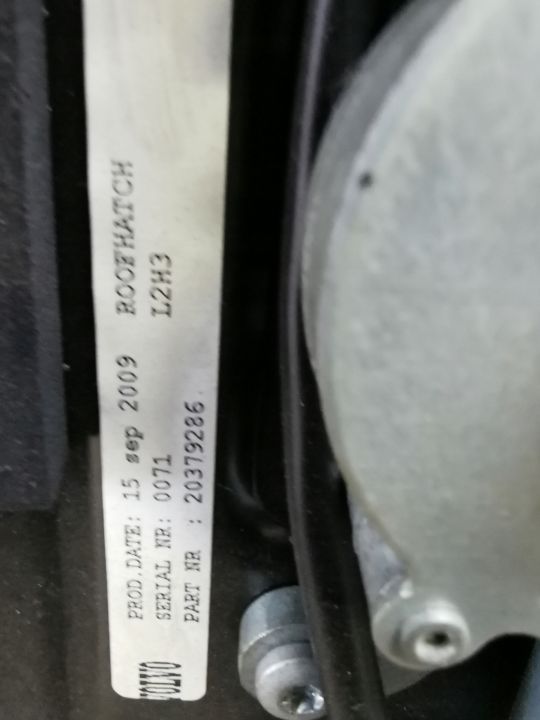 VOLVO
PROD.DATE: 15 sep 2009 ROOFHATCH
SERIAL NR: 0071 L2H3
PART NR : 20379286